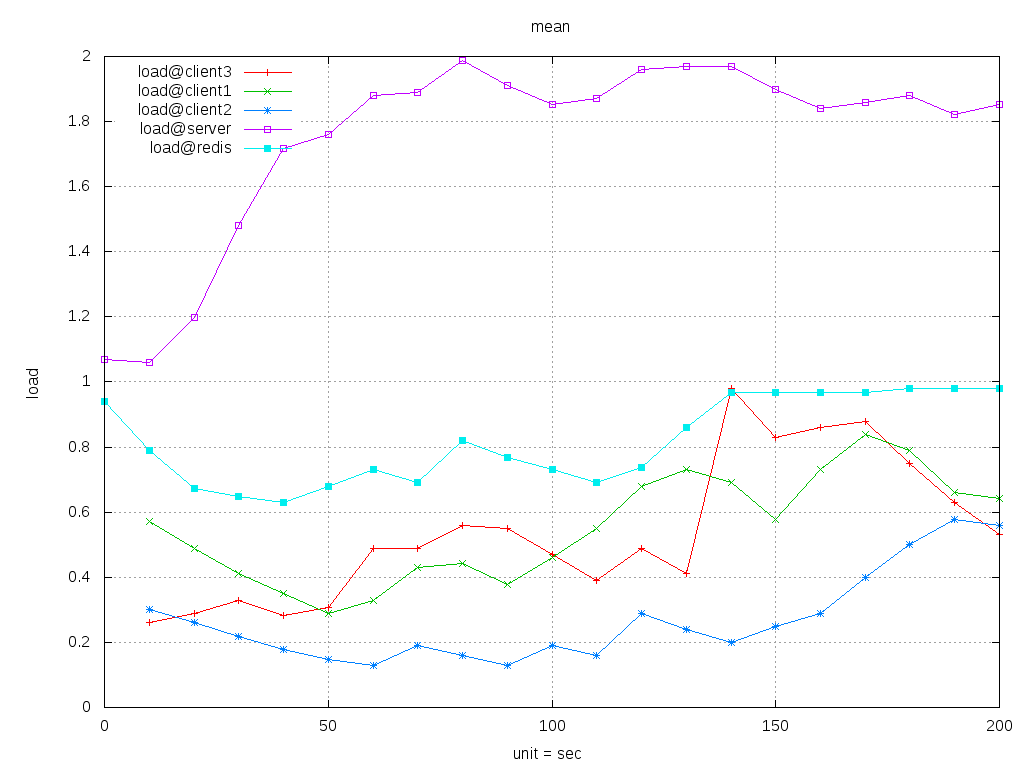 mean
load@client3
load@client1
load@client2
load@server
load@redis
2
1.8
1.6
1.4
1.2
1
0.8
0.6
0.4
0.2
0
load
0 50 100 150 200
unit = sec